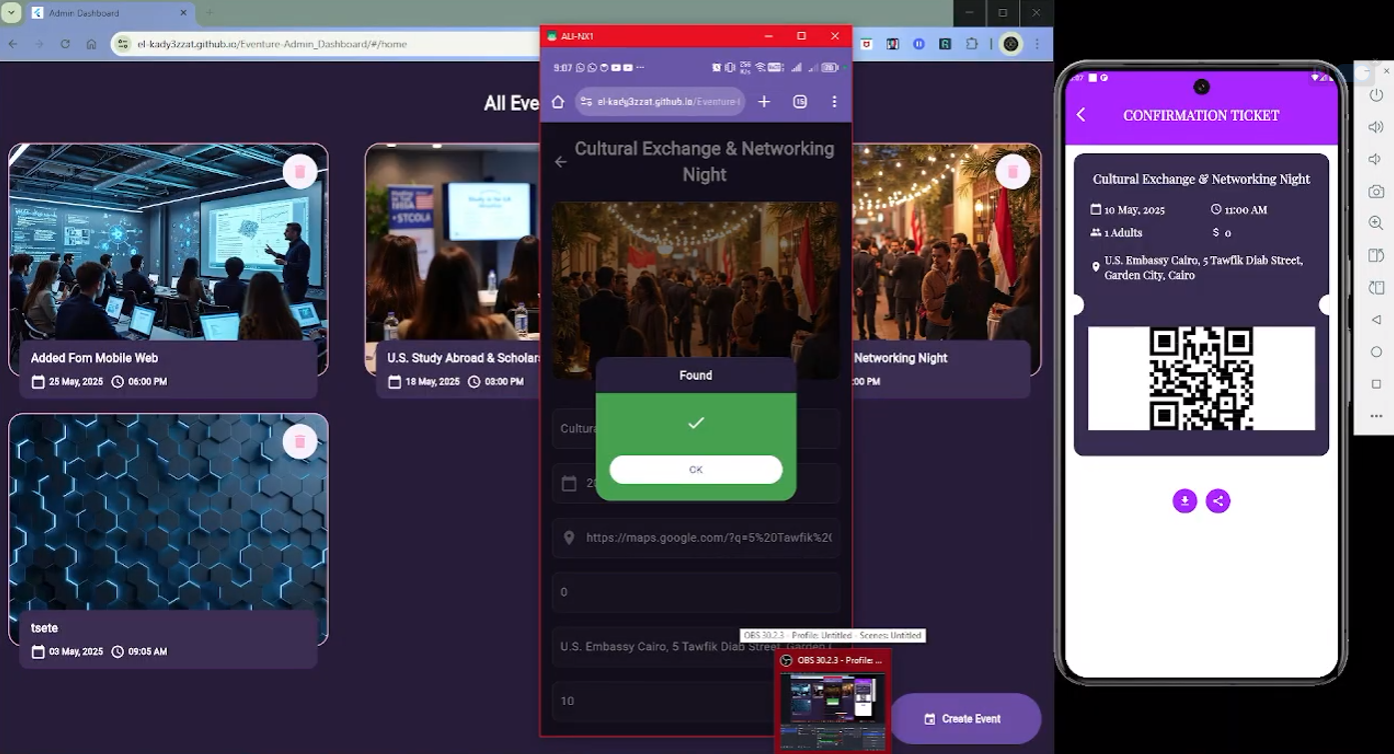 Admin Dashboard
el-kady3zzat.github.io/Eventure-Admin_Dashboard/#/home
All Eve
Added Fom Mobile Web
25 May, 2025 06:00 PM
U.S. Study Abroad & Scholars
18 May, 2025 03:00 PM
Networking Night
:00 PM
tsete
03 May, 2025 09:05 AM
Create Event
ALI-NX1
9:07
el-kady3zzat.github.io/Eventure-
15
Cultural Exchange & Networking
Night
Found
OK
Cultura
https://maps.google.com/?q=5%20Tawfik%2
0
U.S. Embassy Cairo, 5 Tawfik Diab Street, Garden
10
OBS 30.2.3 - Profile: Untitled - Scenes: Untitled
OBS 30.2.3 - Profile: ...
CONFIRMATION TICKET
Cultural Exchange & Networking Night
10 May, 2025 11:00 AM
1 Adults $ 0
U.S. Embassy Cairo, 5 Tawfik Diab Street,
Garden City, Cairo